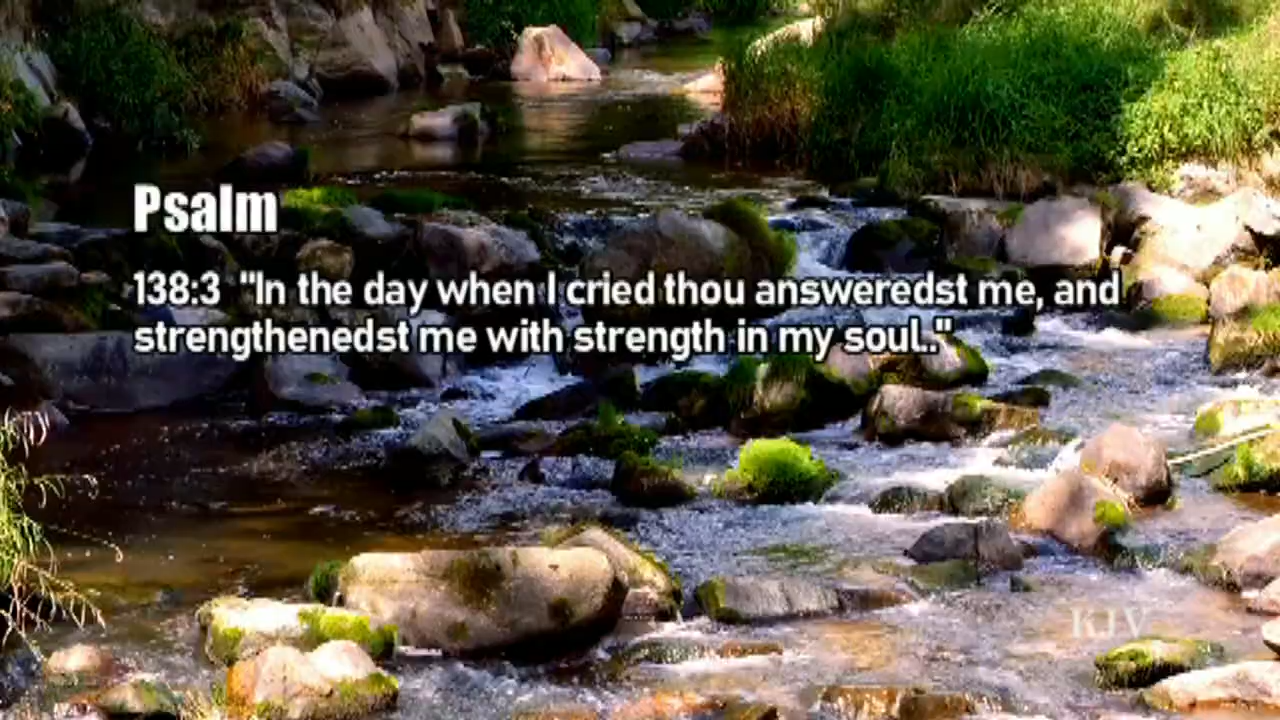 Psalm
138:3 "In the day when I cried thou answeredst me, and
strengthenedst me with strength in my soul.."
KJV